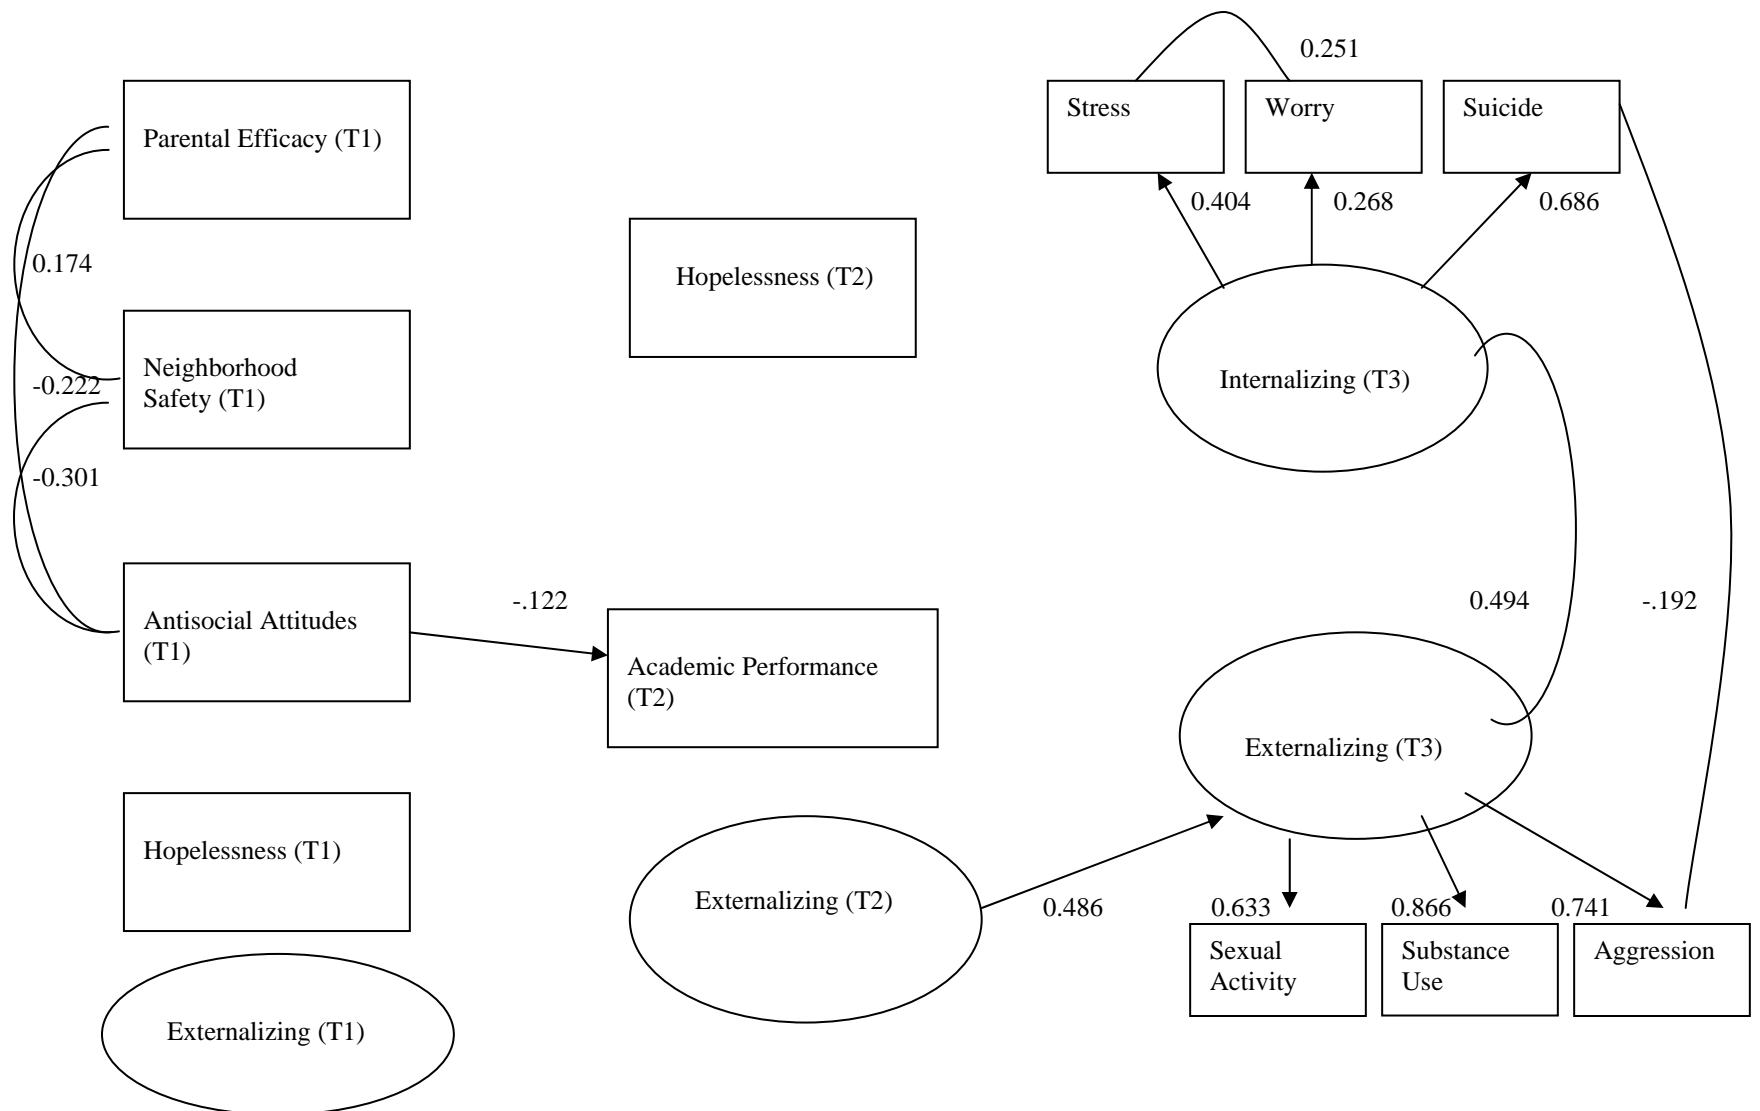 0.251
Stress
Worry
Suicide
Parental Efficacy (T1)
0.404
0.268
0.686
0.174
Hopelessness (T2)
Neighborhood
Safety (T1)
-0.222
Internalizing (T3)
-0.301
-.122
0.494
-.192
Antisocial Attitudes
(T1)
Academic Performance
(T2)
Externalizing (T3)
Hopelessness (T1)
Externalizing (T2)
0.486
0.633
0.866
0.741
Sexual
Activity
Substance
Use
Aggression
Externalizing (T1)